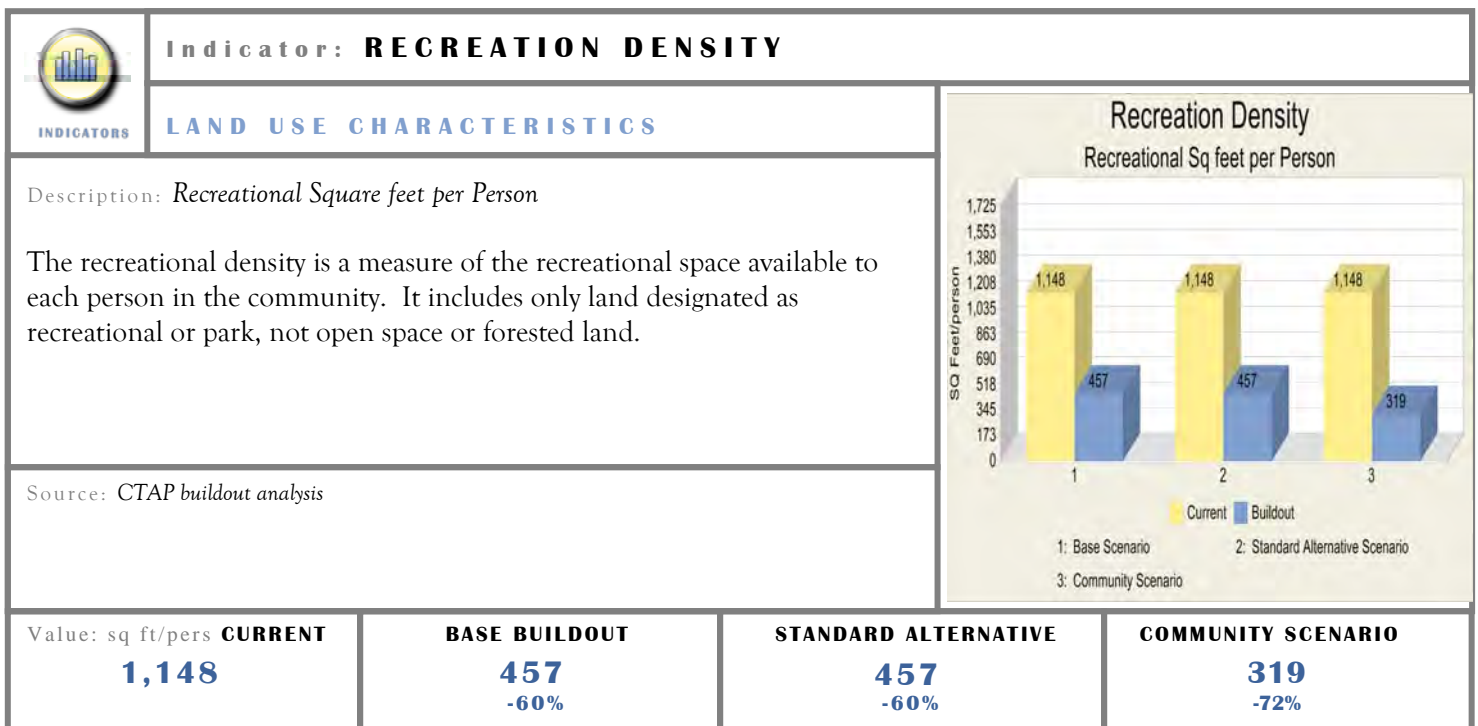 Indicator: RECREATION DENSITY
INDICATORS
LAND USE CHARACTERISTICS
Description: Recreational Square feet per Person
The recreational density is a measure of the recreational space available to
each person in the community. It includes only land designated as
recreational or park, not open space or forested land.
Source: CTAP buildout analysis
Recreation Density
Recreational Sq feet per Person
SQ Feet/person
1,725
1,553
1,380
1,208
1,035
863
690
518
345
173
0
1,148
457
1,148
457
1,148
319
1 2 3
Current Buildout
1: Base Scenario 2: Standard Alternative Scenario
3: Community Scenario
Value: sq ft/pers CURRENT
1,148
BASE BUILDOUT
457
-60%
STANDARD ALTERNATIVE
457
-60%
COMMUNITY SCENARIO
319
-72%